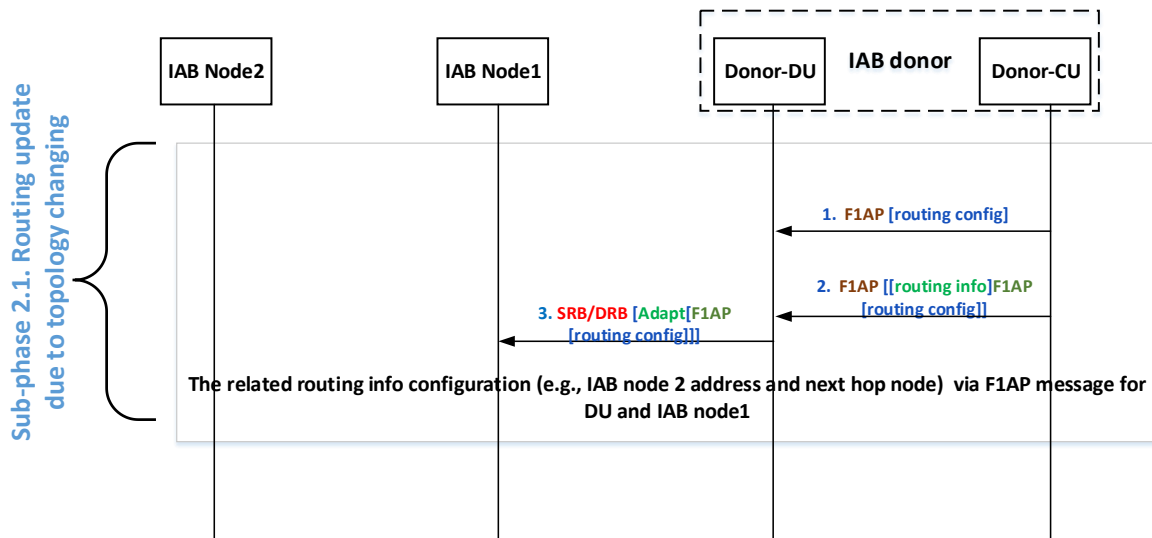 IAB Node2
IAB Node1
Donor-DU
IAB donor
Donor-CU
Sub-phase 2.1. Routing update
due to topology changing
1. F1AP [routing config]
2. F1AP [[routing info]F1AP
[routing config]]
3. SRB/DRB [Adapt[F1AP
[routing config]]]
The related routing info configuration (e.g., IAB node 2 address and next hop node) via F1AP message for
DU and IAB node1